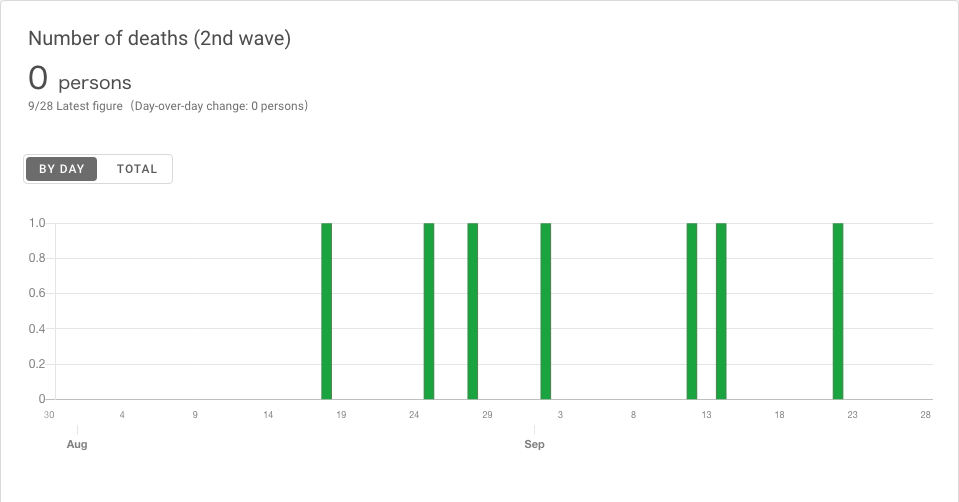 Number of deaths (2nd wave)
0 persons
9/28 Latest figure（Day-over-day change: 0 persons）
BY DAY TOTAL
1.0
0.8
0.6
0.4
0.2
0
30 4 9 14 19 24 29 3 8 13 18 23 28
Aug Sep